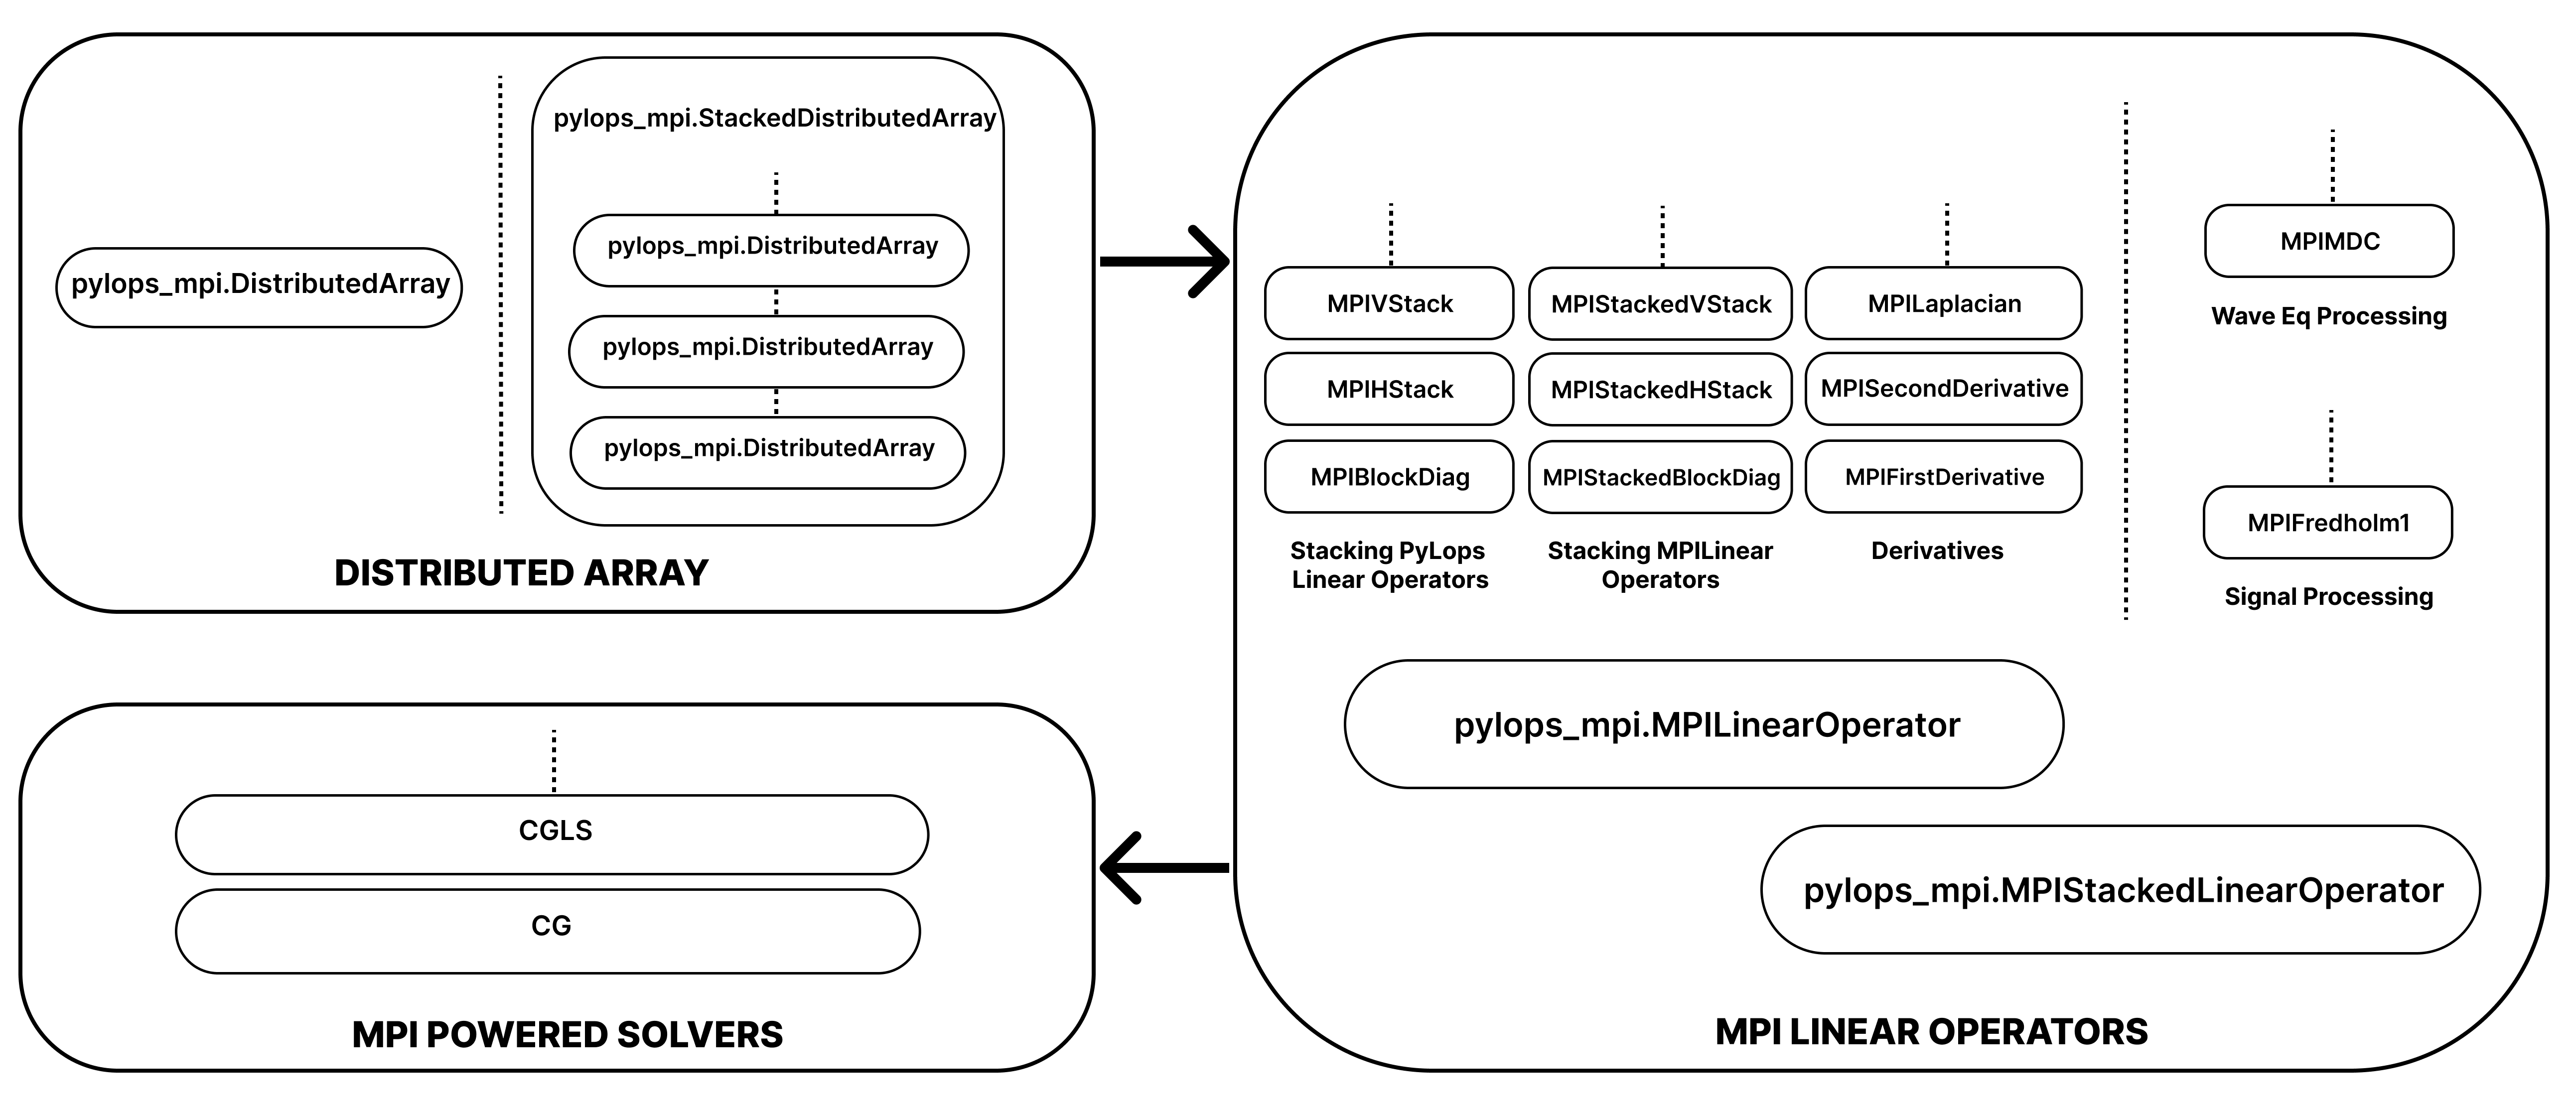 pylops_mpi.DistributedArray
pylops_mpi.StackedDistributedArray
pylops_mpi.DistributedArray
pylops_mpi.DistributedArray
pylops_mpi.DistributedArray
DISTRIBUTED ARRAY
MPIVStack
MPIHStack
MPIBlockDiag
Stacking PyLops
Linear Operators
MPIStackedVStack
MPIStackedHStack
MPIStackedBlockDiag
Stacking MPILinear
Operators
MPILaplacian
MPISecondDerivative
MPIFirstDerivative
Derivatives
MPIMDC
Wave Eq Processing
MPIFredholm1
Signal Processing
pylops_mpi.MPILinearOperator
pylops_mpi.MPIStackedLinearOperator
MPI LINEAR OPERATORS
CGLS
CG
MPI POWERED SOLVERS